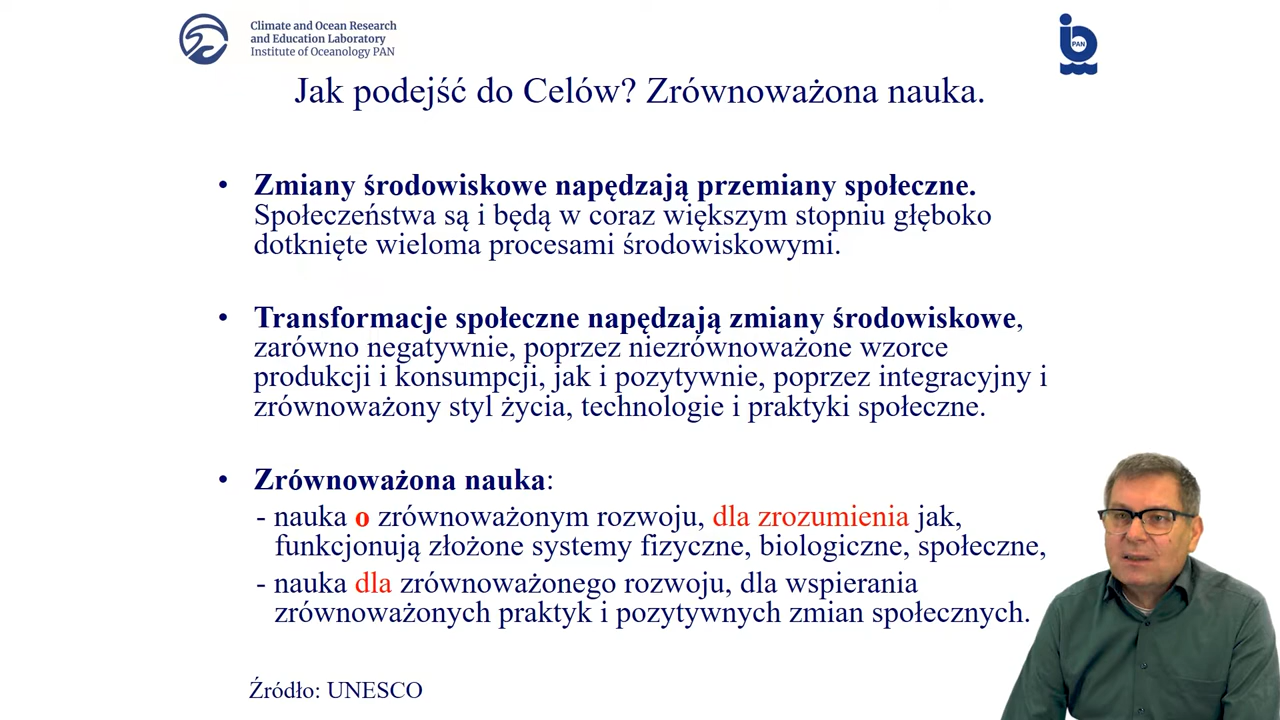 Climate and Ocean Research
and Education Laboratory
Institute of Oceanology PAN
PAN
Jak podejść do Celów? Zrównoważona nauka.
• Zmiany środowiskowe napędzają przemiany społeczne.
Społeczeństwa są i będą w coraz większym stopniu głęboko
dotknięte wieloma procesami środowiskowymi.
• Transformacje społeczne napędzają zmiany środowiskowe,
zarówno negatywnie, poprzez niezrównoważone wzorce
produkcji i konsumpcji, jak i pozytywnie, poprzez integracyjny i
zrównoważony styl życia, technologie i praktyki społeczne.
• Zrównoważona nauka:
- nauka o zrównoważonym rozwoju, dla zrozumienia jak,
funkcjonują złożone systemy fizyczne, biologiczne, społeczne,
- nauka dla zrównoważonego rozwoju, dla wspierania
zrównoważonych praktyk i pozytywnych zmian społecznych.
Źródło: UNESCO